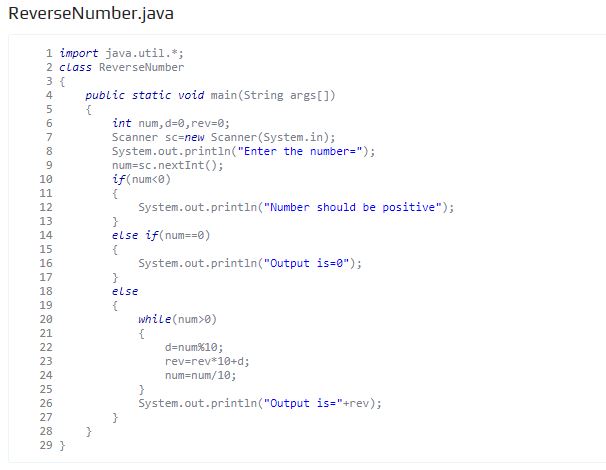 ReverseNumber.java
1 import java.util.*;
2 class ReverseNumber
3 {
4     public static void main(String args[])
5     {
6         int num,d=0,rev=0;
7         Scanner sc=new Scanner(System.in);
8         System.out.println("Enter the number=");
9         num=sc.nextInt();
10         if(num<0)
11         {
12             System.out.println("Number should be positive");
13         }
14         else if(num==0)
15         {
16             System.out.println("Output is=0");
17         }
18         else
19         {
20             while(num>0)
21             {
22                 d=num%10;
23                 rev=rev*10+d;
24                 num=num/10;
25             }
26             System.out.println("Output is="+rev);
27         }
28     }
29 }